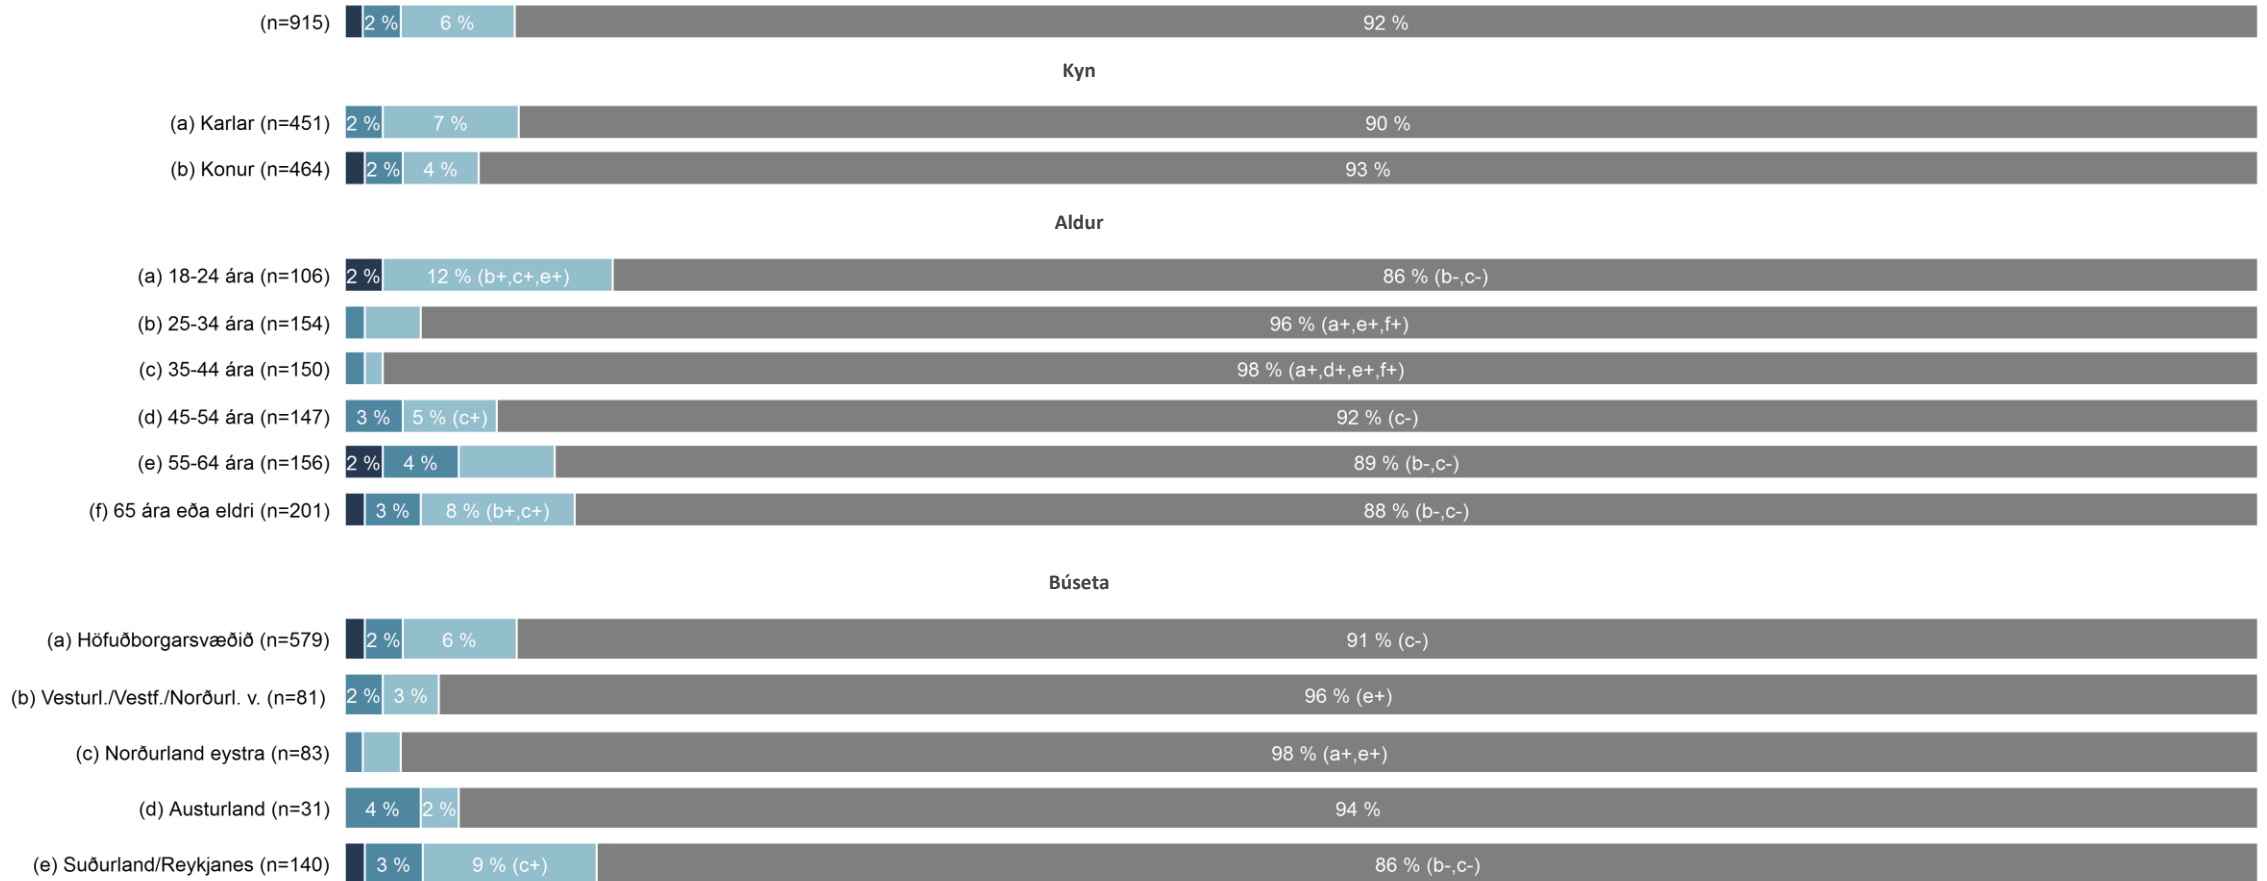 (n=915) 2 % 6 % 92 %
Kyn
(a) Karlar (n=451) 2 % 7 % 90 %
(b) Konur (n=464) 2 % 4 % 93 %
Aldur
(a) 18-24 ára (n=106) 2 % 12 % (b+,c+,e+) 86 % (b-,c-)
(b) 25-34 ára (n=154) 96 % (a+,e+,f+)
(c) 35-44 ára (n=150) 98 % (a+,d+,e+,f+)
(d) 45-54 ára (n=147) 3 % 5 % (c+) 92 % (c-)
(e) 55-64 ára (n=156) 2 % 4 % 89 % (b-,c-)
(f) 65 ára eða eldri (n=201) 3 % 8 % (b+,c+) 88 % (b-,c-)
Búseta
(a) Höfuðborgarsvæðið (n=579) 2 % 6 % 91 % (c-)
(b) Vesturl./Vestf./Norðurl. v. (n=81) 2 % 3 % 96 % (e+)
(c) Norðurland eystra (n=83) 98 % (a+,e+)
(d) Austurland (n=31) 4 % 2 % 94 %
(e) Suðurland/Reykjanes (n=140) 3 % 9 % (c+) 86 % (b-,c-)